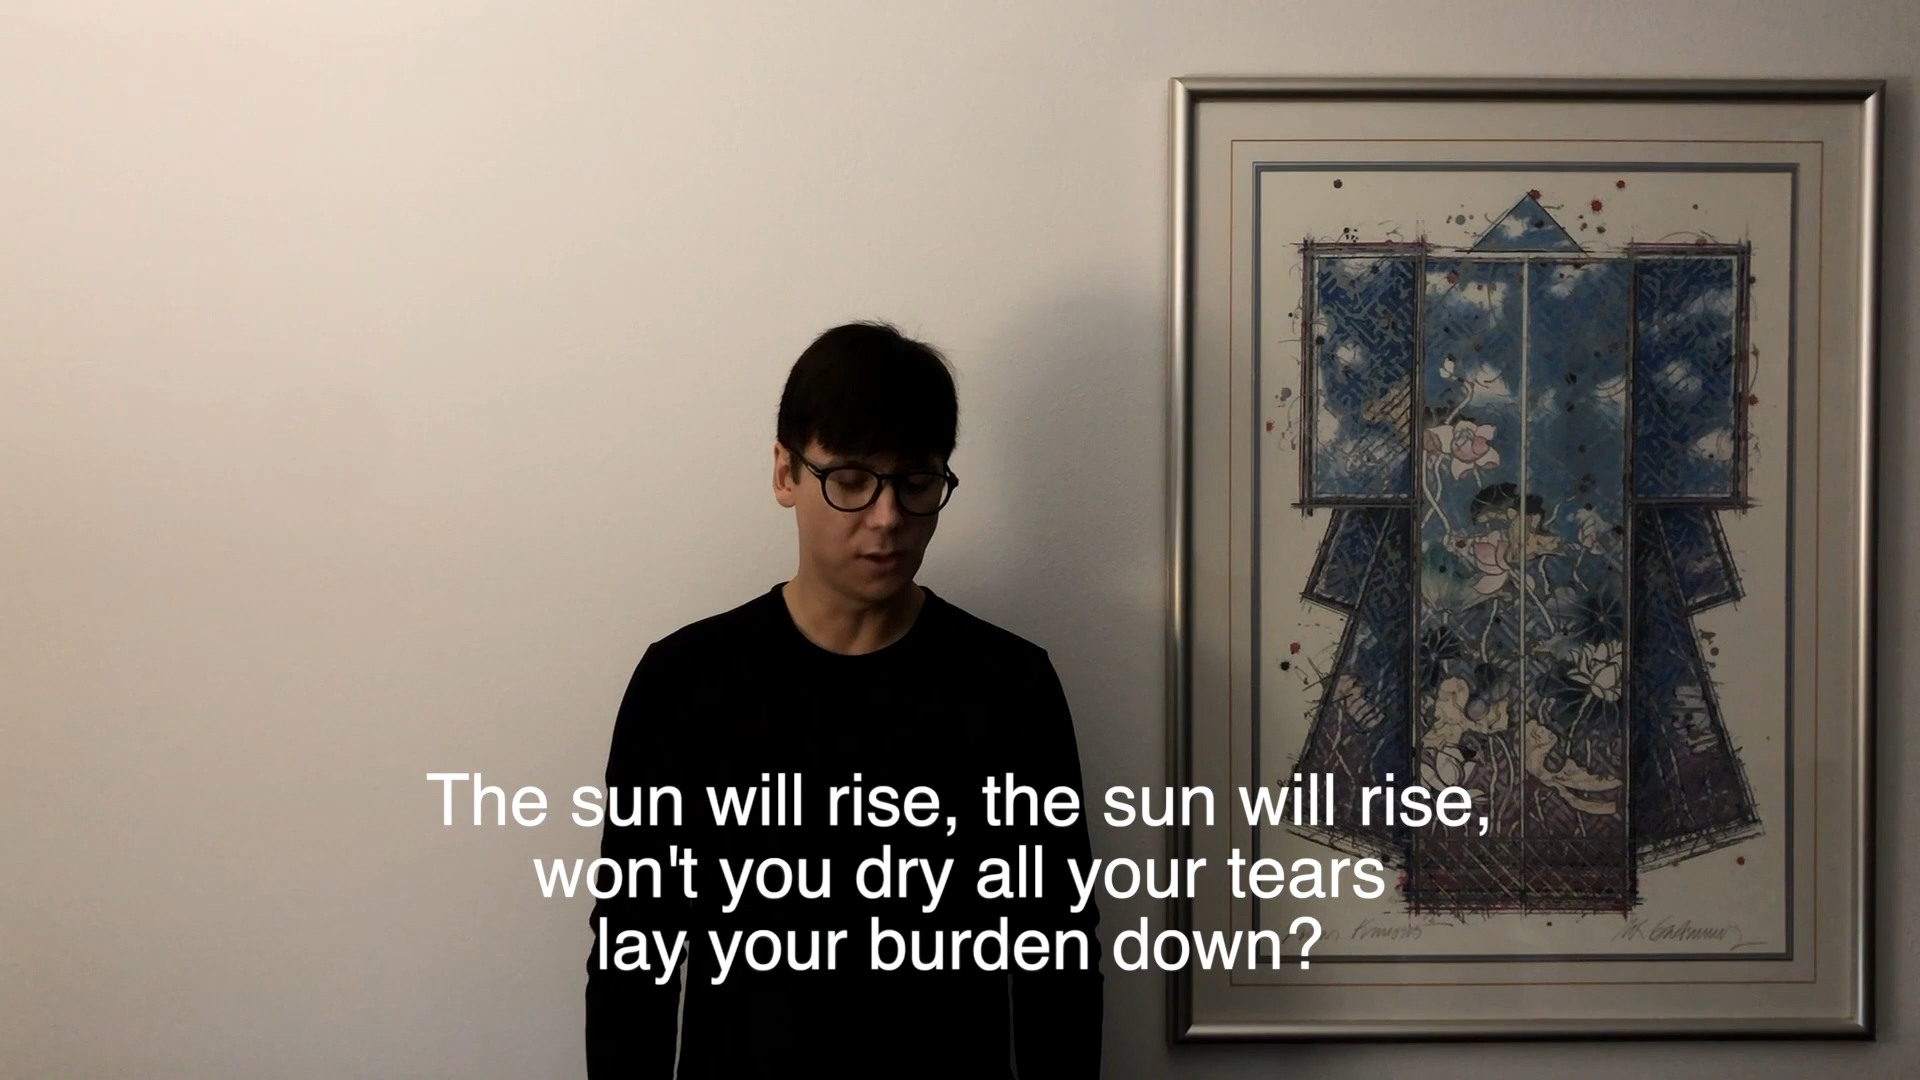 The sun will rise, the sun will rise,
won't you dry all your tears
lay your burden down?